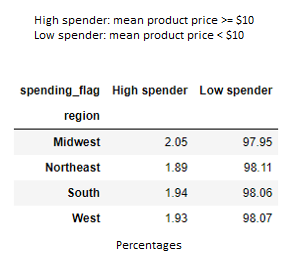 High spender: mean product price >= $10
Low spender: mean product price < $10
spending_flag High spender Low spender
region
Midwest 2.05 97.95
Northeast 1.89 98.11
South 1.94 98.06
West 1.93 98.07
Percentages